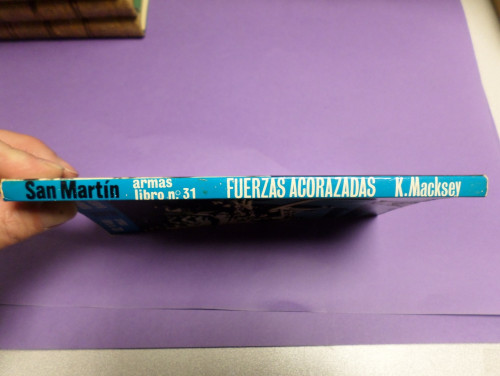 San Martín
armas
libro nº 31
FUERZAS ACORAZADAS
K. Macksey